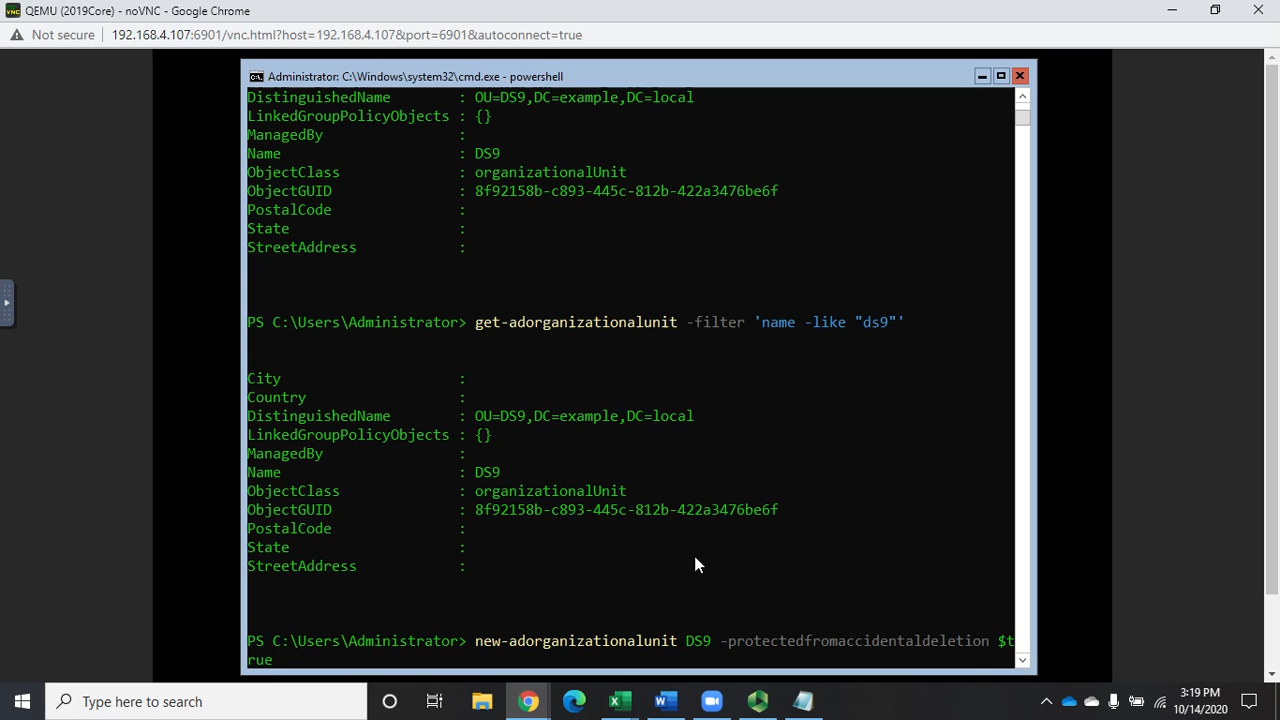 QEMU (2019Core) - noVNC - Google Chrome
Not secure 192.168.4.107:6901/vnc.html?host=192.168.4.107&port=6901&autoconnect=true
Administrator: C:\Windows\system32\cmd.exe - powershell
DistinguishedName : OU=DS9,DC=example,DC=local
LinkedGroupPolicyObjects : {}
ManagedBy :
Name : DS9
ObjectClass : organizationalUnit
ObjectGUID : 8f92158b-c893-445c-812b-422a3476be6f
PostalCode :
State :
StreetAddress :
PS C:\Users\Administrator> get-adorganizationalunit -filter 'name -like "ds9"'
City :
Country :
DistinguishedName : OU=DS9,DC=example,DC=local
LinkedGroupPolicyObjects : {}
ManagedBy :
Name : DS9
ObjectClass : organizationalUnit
ObjectGUID : 8f92158b-c893-445c-812b-422a3476be6f
PostalCode :
State :
StreetAddress :
PS C:\Users\Administrator> new-adorganizationalunit DS9 -protectedfromaccidentaldeletion $t
rue
Type here to search
3:19 PM
10/14/2020